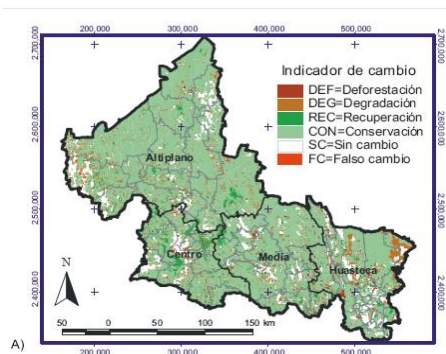 200,000 300,000 400,000 500,000
2,700,000 2,700,000
Indicador de cambio
DEF=Deforestación
DEG=Degradación
REC=Recuperación
CON=Conservación
SC=Sin cambio
FC=Falso cambio
2,600,000 2,600,000
Altiplano
2,500,000 2,500,000
Centro Media Huasteca
N
2,400,000 2,400,000
50 0 50 100 150 km
A)
200,000 300,000 400,000 500,000